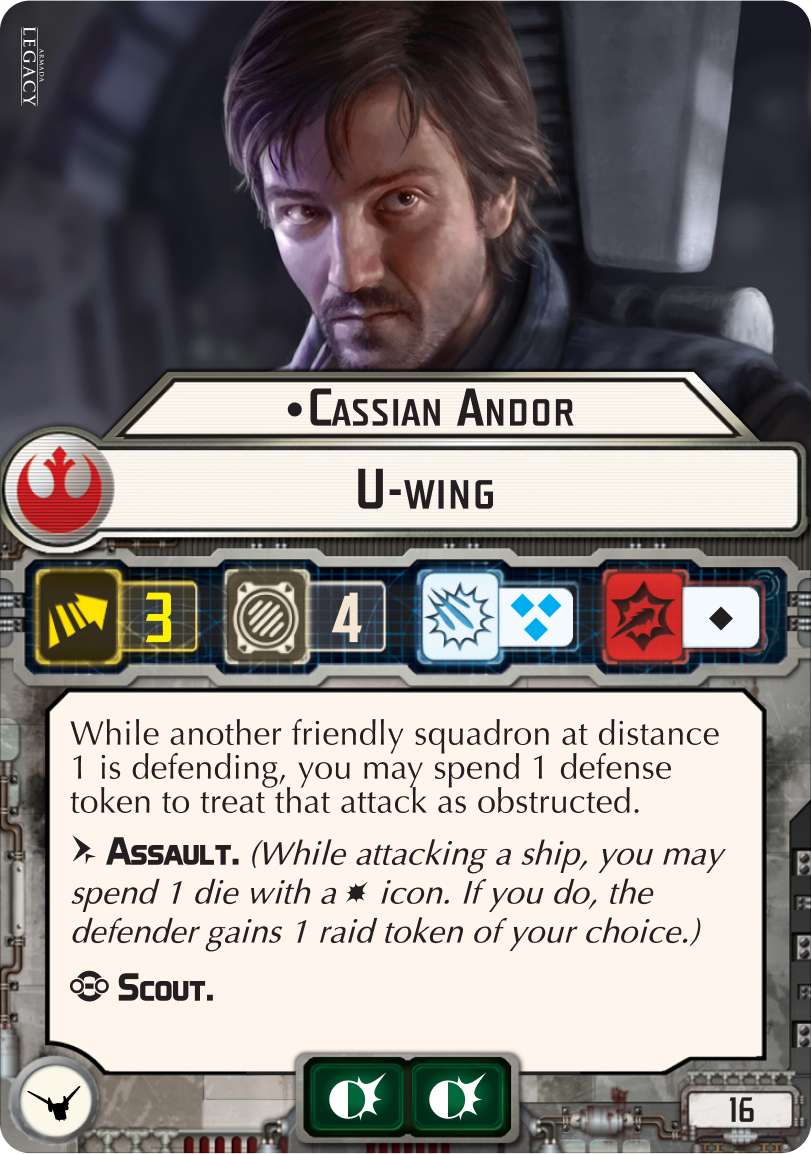 ARMADA
LEGACY
•Cassian Andor
U-wing
3
4
While another friendly squadron at distance
1 is defending, you may spend 1 defense
token to treat that attack as obstructed.
Assault. (While attacking a ship, you may
spend 1 die with a icon. If you do, the
defender gains 1 raid token of your choice.)
Scout.
16